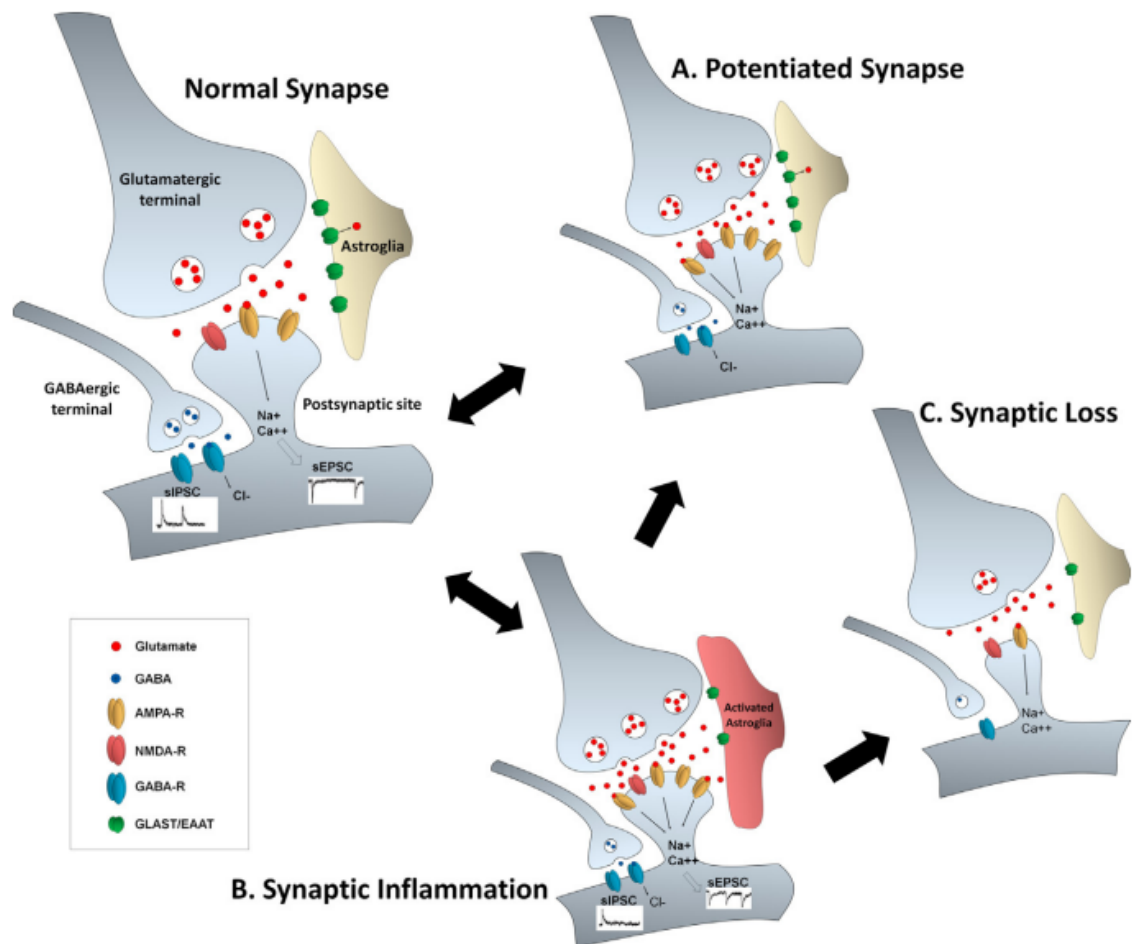 Normal Synapse
Glutamatergic
terminal
Astroglia
GABAergic
terminal
Postsynaptic site
Na+
Ca++
sEPSC
sIPSC
Cl-
A. Potentiated Synapse
Na+
Ca++
Cl-
C. Synaptic Loss
Na+
Ca++
Glutamate
GABA
AMPA-R
NMDA-R
GABA-R
GLAST/EAAT
Activated
Astroglia
Na+
Ca++
B. Synaptic Inflammation
sIPSC
Cl-
sEPSC